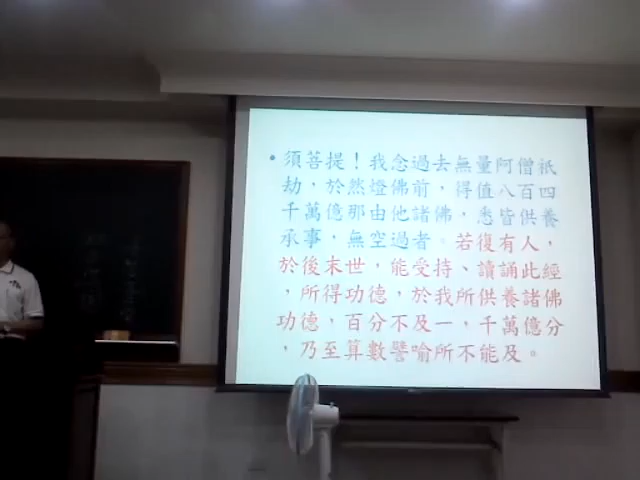 • 須菩提！我念過去無量阿僧祇
劫，於然燈佛前，得值八百四
千萬億那由他諸佛，悉皆供養
承事，無空過者。若復有人，
於後末世，能受持、讀誦此經
，所得功德，於我所供養諸佛
功德，百分不及一，千萬億分
，乃至算數譬喻所不能及。